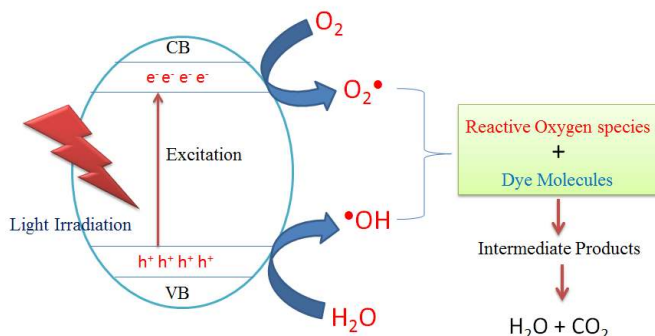 CB
e⁻ e⁻ e⁻ e⁻
O₂
O₂•
Excitation
Light Irradiation
h⁺ h⁺ h⁺ h⁺
VB
•OH
H₂O
Reactive Oxygen species
+
Dye Molecules
Intermediate Products
H₂O + CO₂